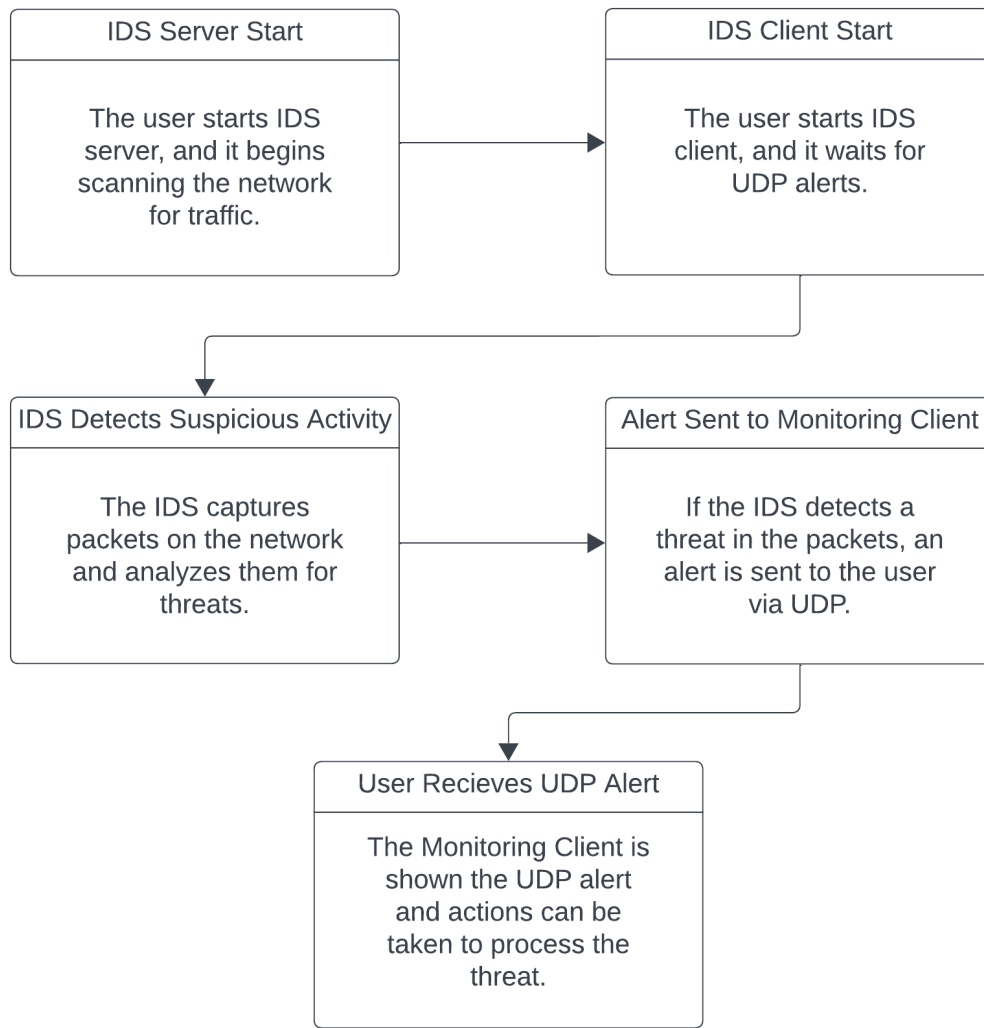 IDS Server Start
The user starts IDS
server, and it begins
scanning the network
for traffic.
IDS Client Start
The user starts IDS
client, and it waits for
UDP alerts.
IDS Detects Suspicious Activity
The IDS captures
packets on the network
and analyzes them for
threats.
Alert Sent to Monitoring Client
If the IDS detects a
threat in the packets, an
alert is sent to the user
via UDP.
User Recieves UDP Alert
The Monitoring Client is
shown the UDP alert
and actions can be
taken to process the
threat.